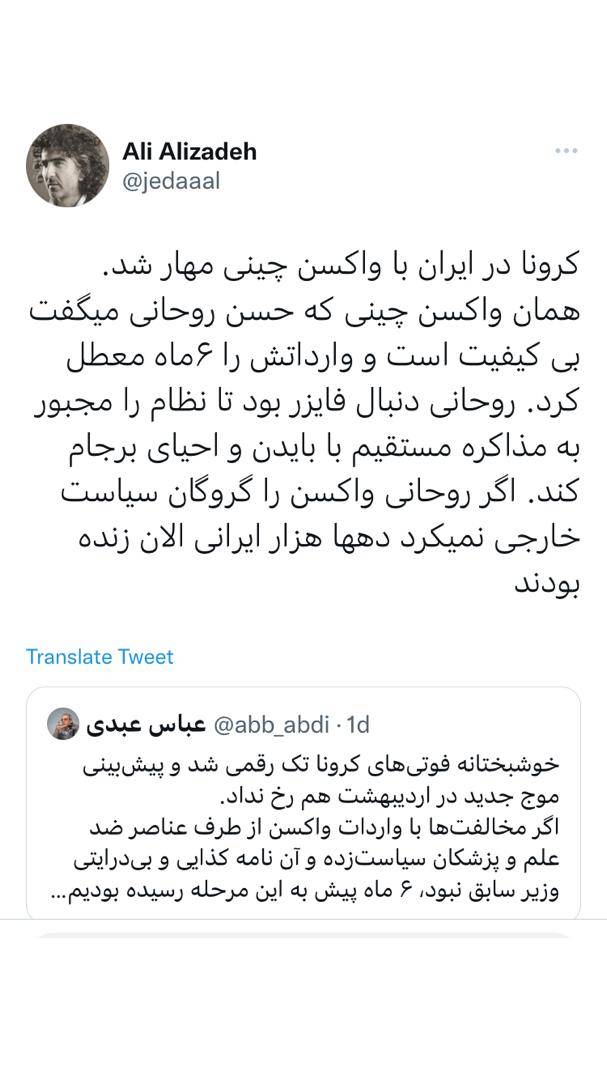 Ali Alizadeh
@jedaaal
کرونا در ایران با واکسن چینی مهار شد.
همان واکسن چینی که حسن روحانی میگفت
بی کیفیت است و وارداتش را ۶ماه معطل
کرد. روحانی دنبال فایزر بود تا نظام را مجبور
به مذاکره مستقیم با بایدن و احیای برجام
کند. اگر روحانی واکسن را گروگان سیاست
خارجی نمیکرد دهها هزار ایرانی الان زنده
بودند
Translate Tweet
عباس عبدی @abb_abdi · 1d
خوشبختانه فوتی‌های کرونا تک رقمی شد و پیش‌بینی
موج جدید در اردیبهشت هم رخ نداد.
اگر مخالفت‌ها با واردات واکسن از طرف عناصر ضد
علم و پزشکان سیاست‌زده و آن نامه کذایی و بی‌درایتی
وزیر سابق نبود، ۶ ماه پیش به این مرحله رسیده بودیم...